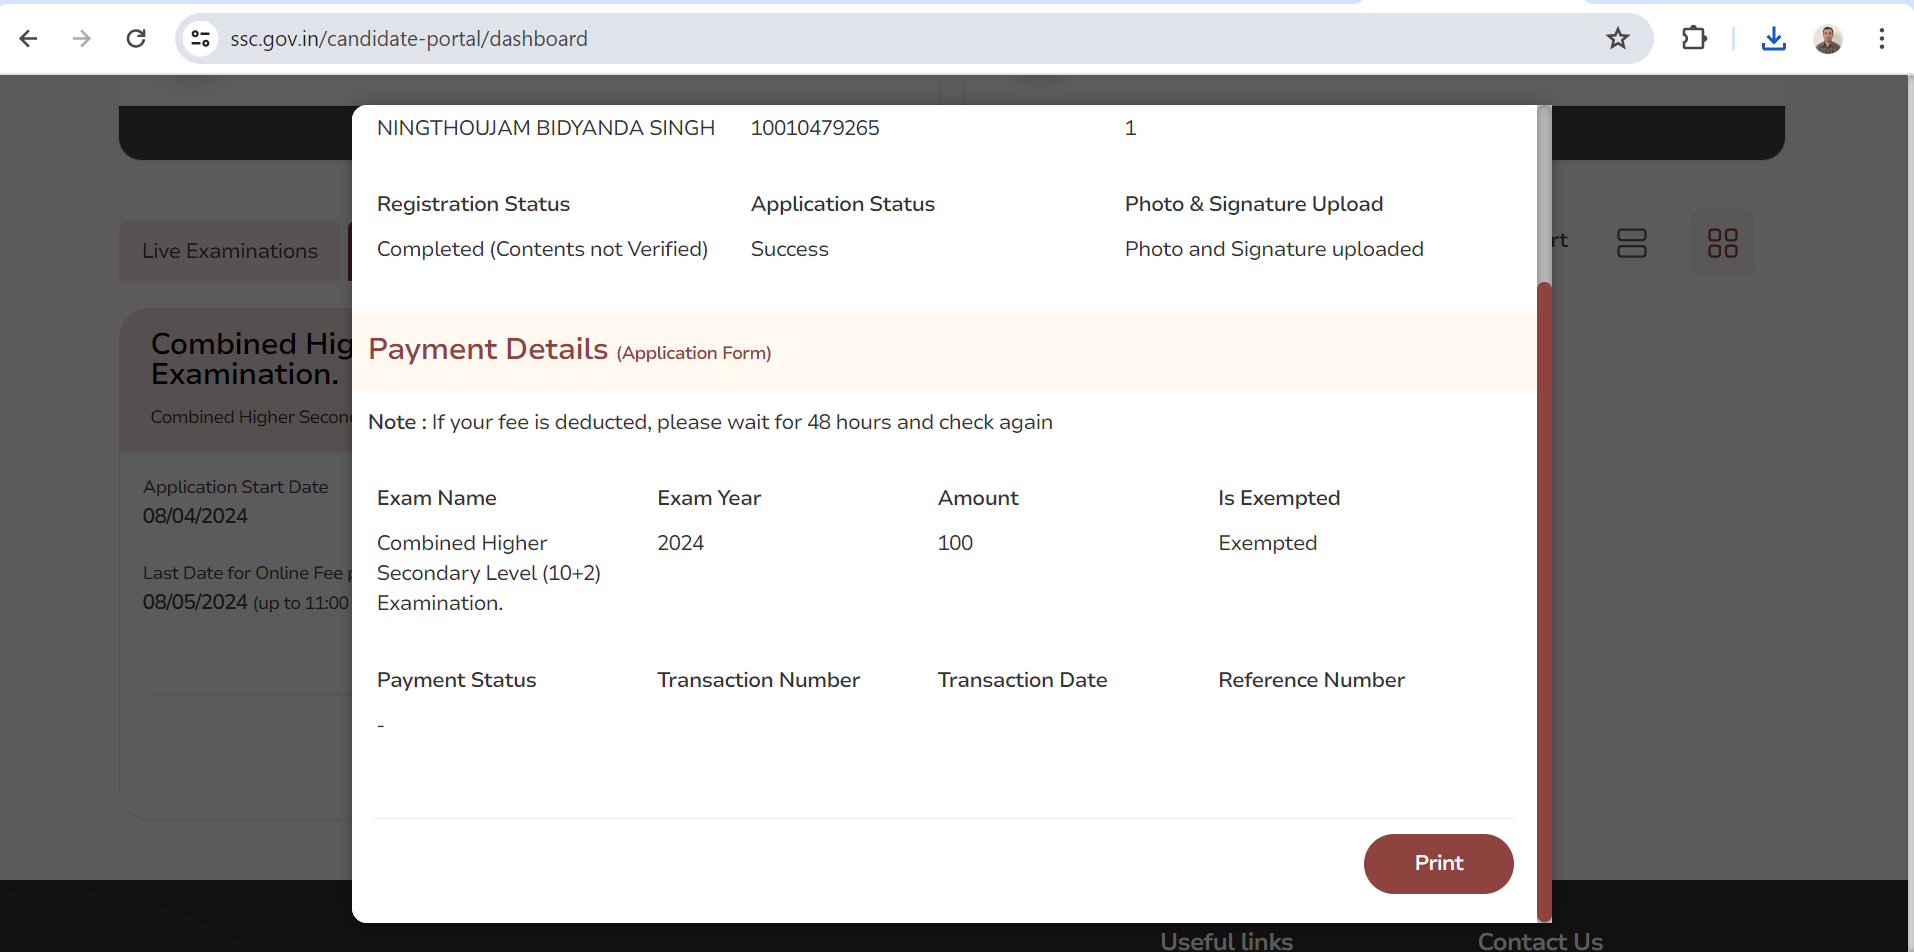 ssc.gov.in/candidate-portal/dashboard
NINGTHOUJAM BIDYANDA SINGH 10010479265 1
Registration Status Application Status Photo & Signature Upload
Completed (Contents not Verified) Success Photo and Signature uploaded
Live Examinations
rt
Combined Hig
Examination.
Combined Higher Secon
Application Start Date
08/04/2024
Last Date for Online Fee p
08/05/2024 (up to 11:00
Payment Details (Application Form)
Note : If your fee is deducted, please wait for 48 hours and check again
Exam Name Exam Year Amount Is Exempted
Combined Higher 2024 100 Exempted
Secondary Level (10+2)
Examination.
Payment Status Transaction Number Transaction Date Reference Number
-
Print
Useful links Contact Us